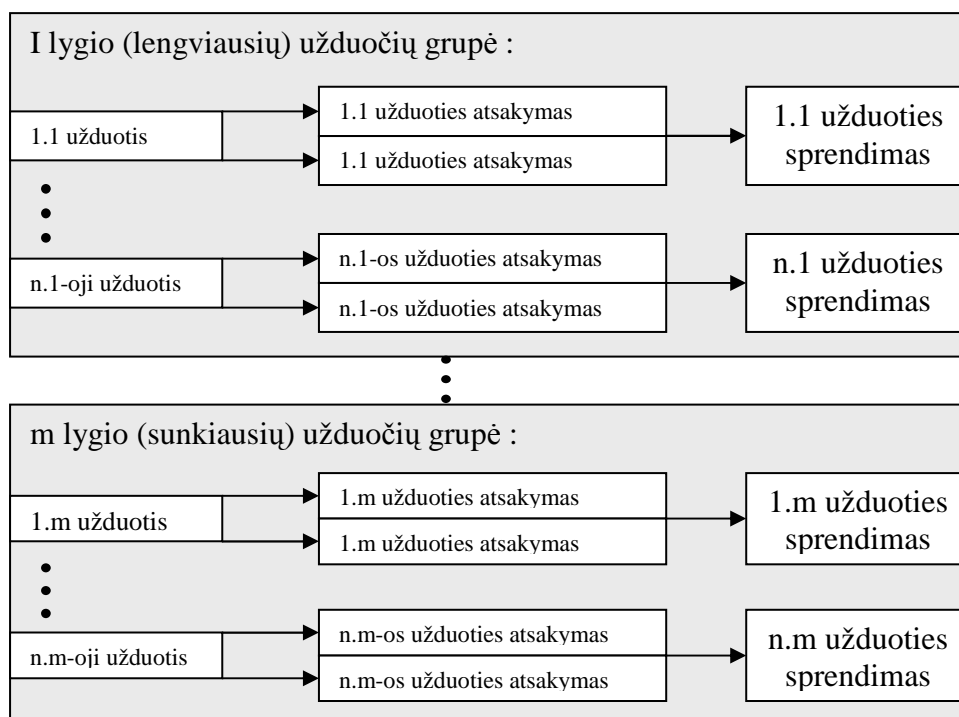 I lygio (lengviausių) užduočių grupė :
1.1 užduotis
1.1 užduoties atsakymas
1.1 užduoties atsakymas
1.1 užduoties
sprendimas
n.1-oji užduotis
n.1-os užduoties atsakymas
n.1-os užduoties atsakymas
n.1 užduoties
sprendimas
m lygio (sunkiausių) užduočių grupė :
1.m užduotis
1.m užduoties atsakymas
1.m užduoties atsakymas
1.m užduoties
sprendimas
n.m-oji užduotis
n.m-os užduoties atsakymas
n.m-os užduoties atsakymas
n.m užduoties
sprendimas